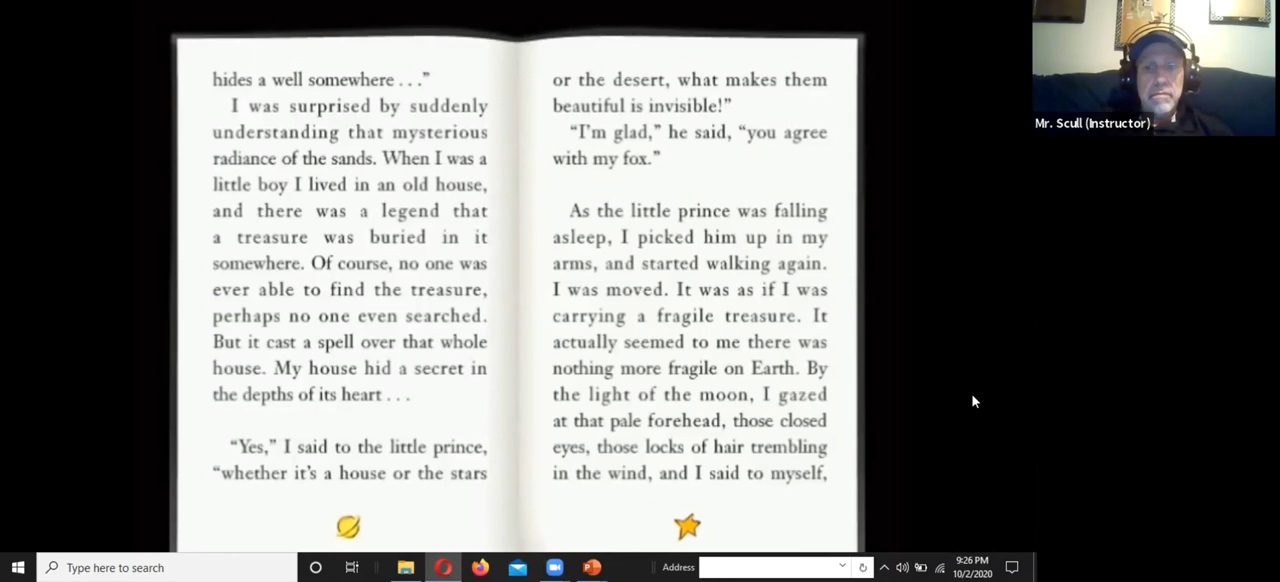 hides a well somewhere . . .”
I was surprised by suddenly
understanding that mysterious
radiance of the sands. When I was a
little boy I lived in an old house,
and there was a legend that
a treasure was buried in it
somewhere. Of course, no one was
ever able to find the treasure,
perhaps no one even searched.
But it cast a spell over that whole
house. My house hid a secret in
the depths of its heart . . .
“Yes,” I said to the little prince,
“whether it’s a house or the stars
or the desert, what makes them
beautiful is invisible!”
“I’m glad,” he said, “you agree
with my fox.”
As the little prince was falling
asleep, I picked him up in my
arms, and started walking again.
I was moved. It was as if I was
carrying a fragile treasure. It
actually seemed to me there was
nothing more fragile on Earth. By
the light of the moon, I gazed
at that pale forehead, those closed
eyes, those locks of hair trembling
in the wind, and I said to myself,
Mr. Scull (Instructor)
Type here to search
Address
9:26 PM
10/2/2020